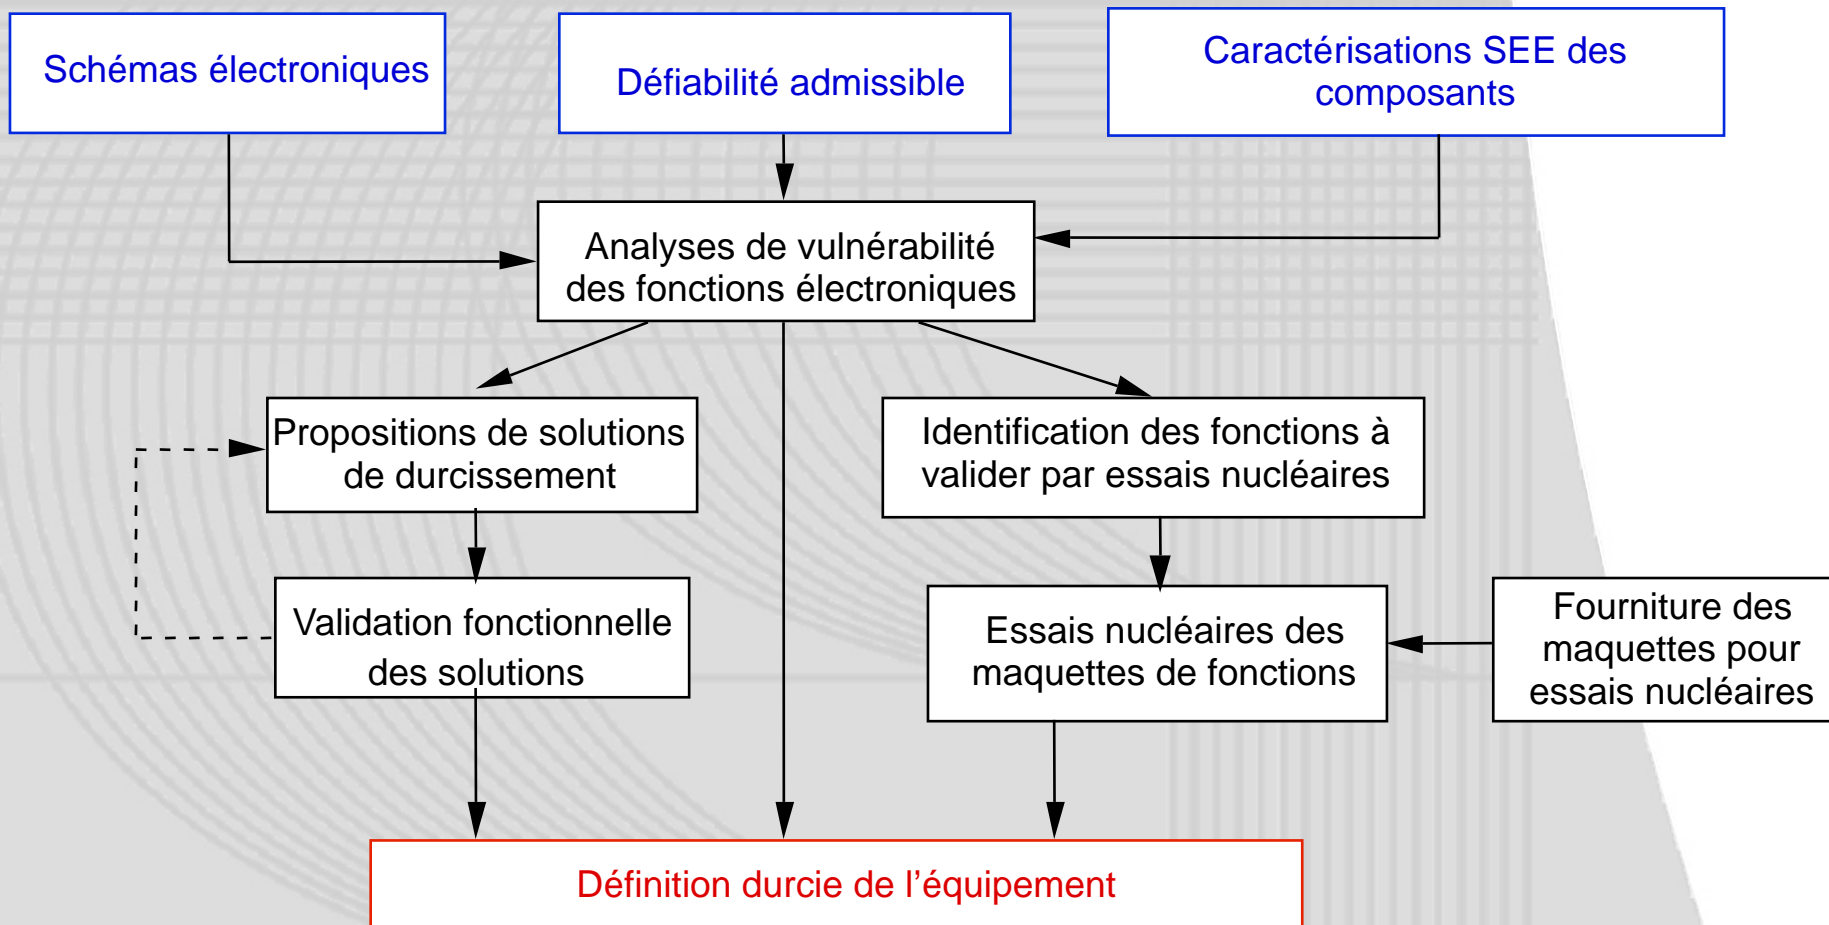 Schémas électroniques
Défiabilité admissible
Caractérisations SEE des
composants
Analyses de vulnérabilité
des fonctions électroniques
Propositions de solutions
de durcissement
Identification des fonctions à
valider par essais nucléaires
Validation fonctionnelle
des solutions
Essais nucléaires des
maquettes de fonctions
Fourniture des
maquettes pour
essais nucléaires
Définition durcie de l’équipement